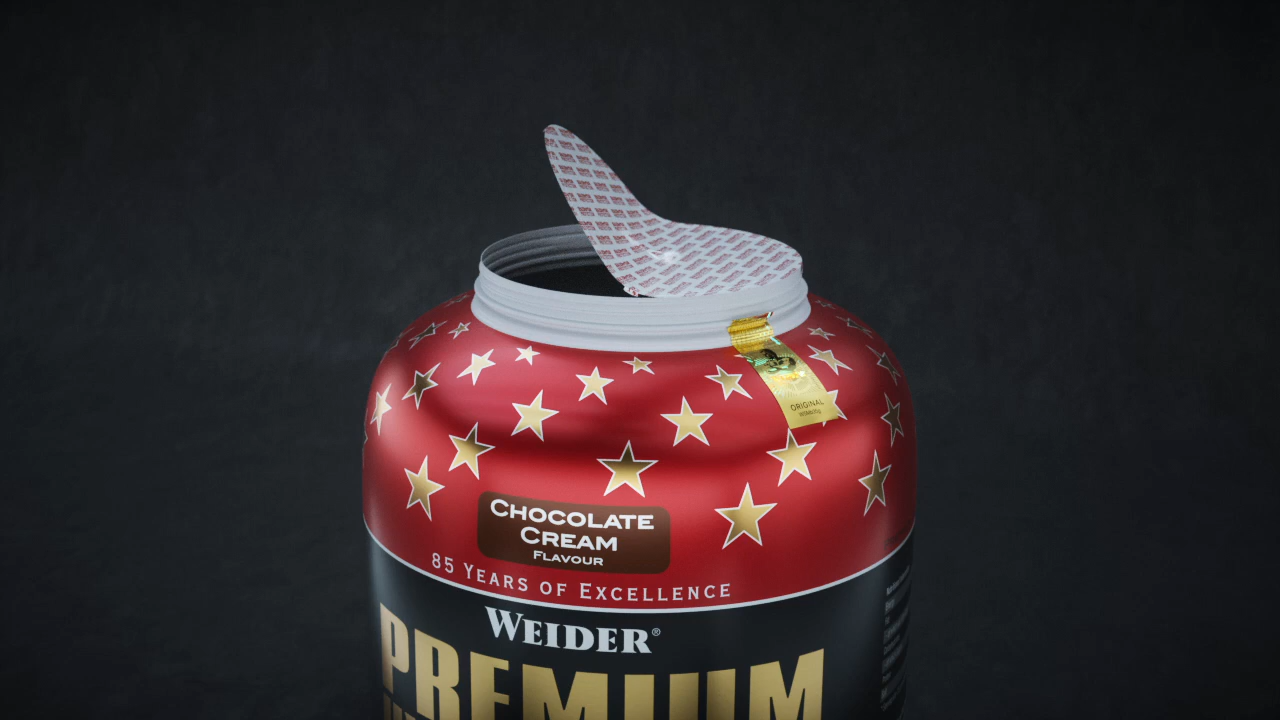 ORIGINAL
CHOCOLATE
CREAM
FLAVOUR
85 YEARS OF EXCELLENCE
WEIDER®
PREMIUM